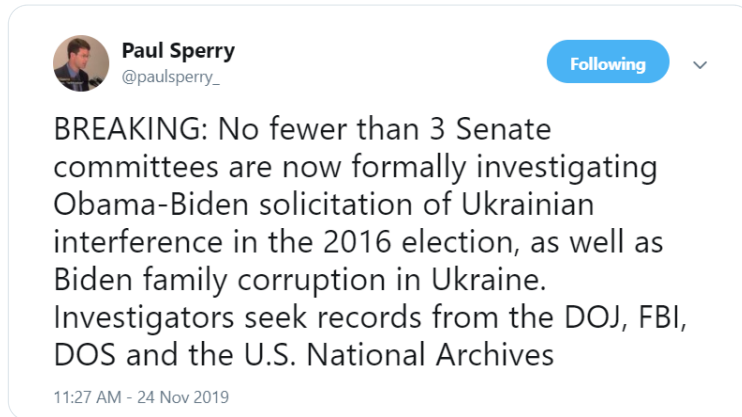 Paul Sperry
@paulsperry_
Following
BREAKING: No fewer than 3 Senate
committees are now formally investigating
Obama-Biden solicitation of Ukrainian
interference in the 2016 election, as well as
Biden family corruption in Ukraine.
Investigators seek records from the DOJ, FBI,
DOS and the U.S. National Archives
11:27 AM - 24 Nov 2019